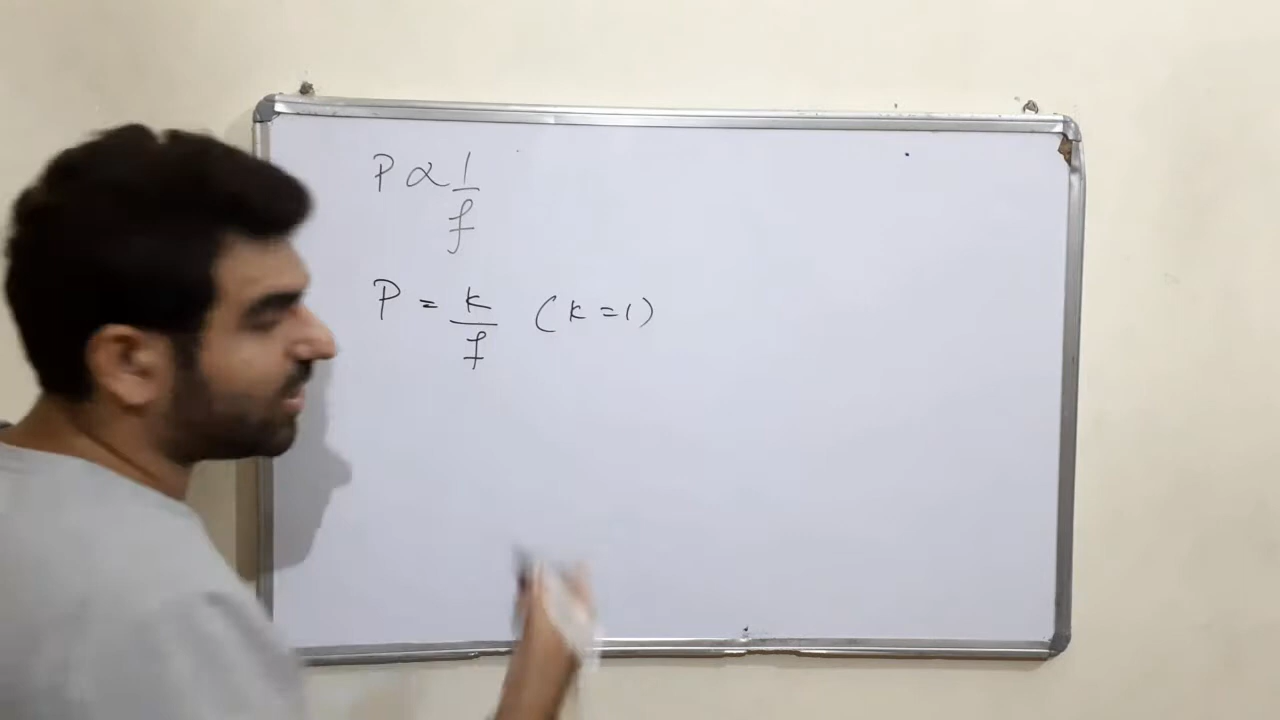 P ∝ 1/f
P = k/f (k = 1)